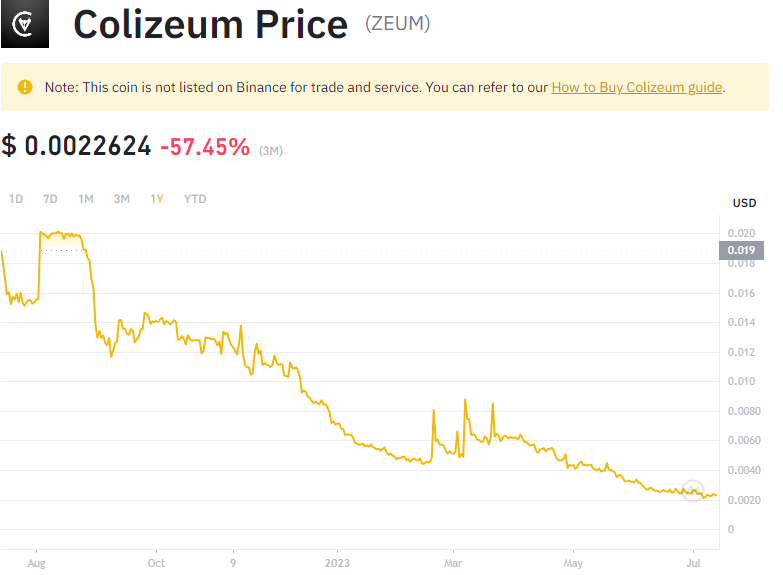 Colizeum Price (ZEUM)
Note: This coin is not listed on Binance for trade and service. You can refer to our How to Buy Colizeum guide.
$ 0.0022624 -57.45% (3M)
1D 7D 1M 3M 1Y YTD
USD
0.020
0.019
0.018
0.016
0.014
0.012
0.010
0.0080
0.0060
0.0040
0.0020
0
Aug Oct 9 2023 Mar May Jul